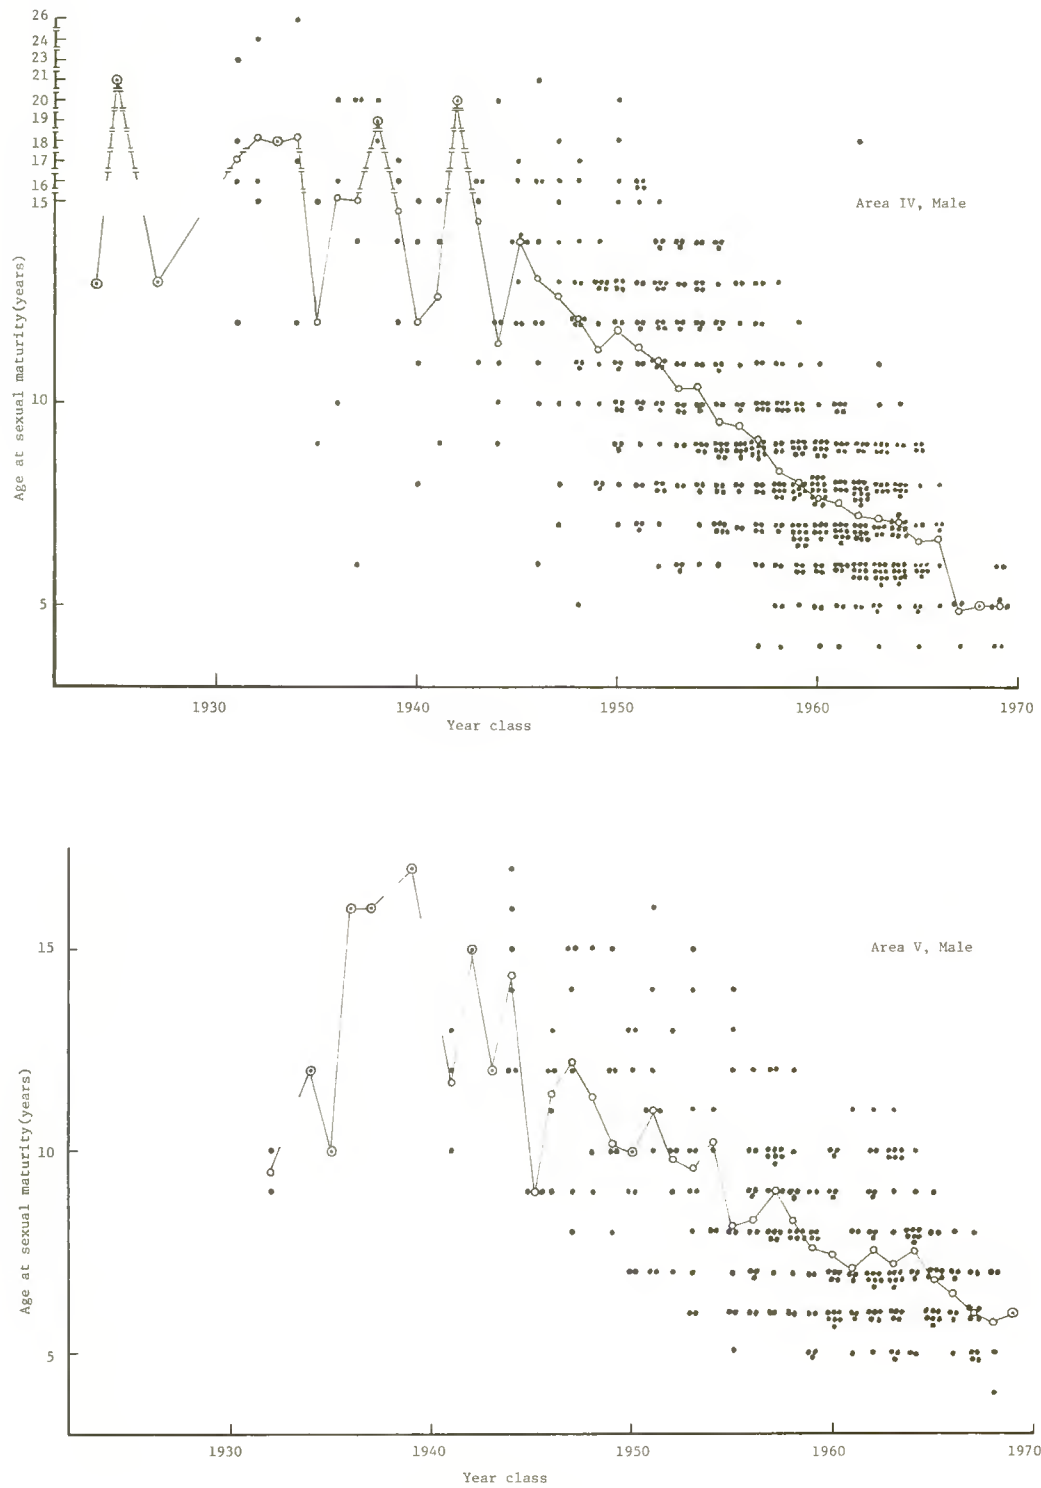 26
24
23
21
20
19
18
17
16
15
10
5
Age at sexual maturity(years)
Area IV, Male
1930 1940 1950 1960 1970
Year class
15
10
5
Age at sexual maturity(years)
Area V, Male
1930 1940 1950 1960 1970
Year class